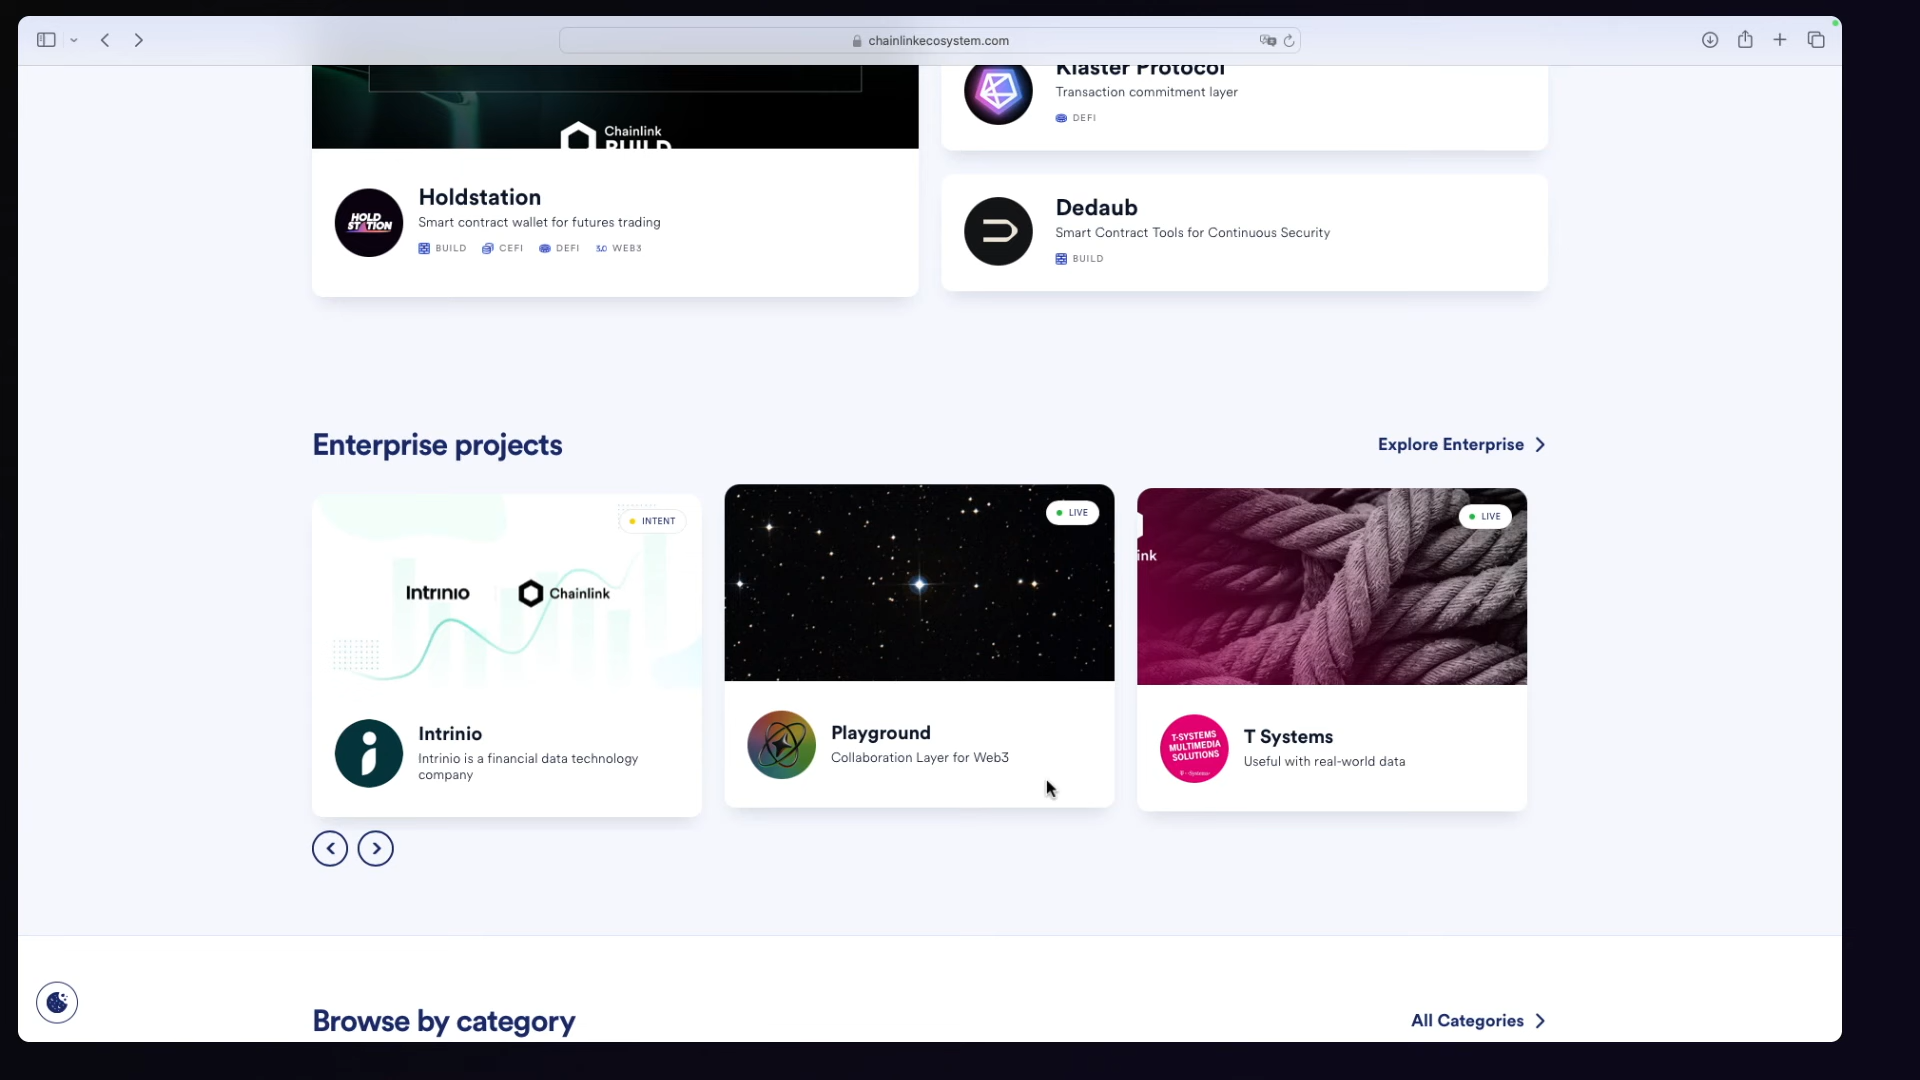 chainlinkecosystem.com
Klaster Protocol
Transaction commitment layer
DEFI
Chainlink
BUILD
HOLD
STATION
Holdstation
Smart contract wallet for futures trading
BUILD CEFI DEFI 3.0 WEB3
Dedaub
Smart Contract Tools for Continuous Security
BUILD
Enterprise projects
Explore Enterprise
INTENT
Intrinio
Chainlink
Intrinio
Intrinio is a financial data technology
company
LIVE
Playground
Collaboration Layer for Web3
LIVE
ink
T-SYSTEMS
MULTIMEDIA
SOLUTIONS
T Systems
Useful with real-world data
Browse by category
All Categories